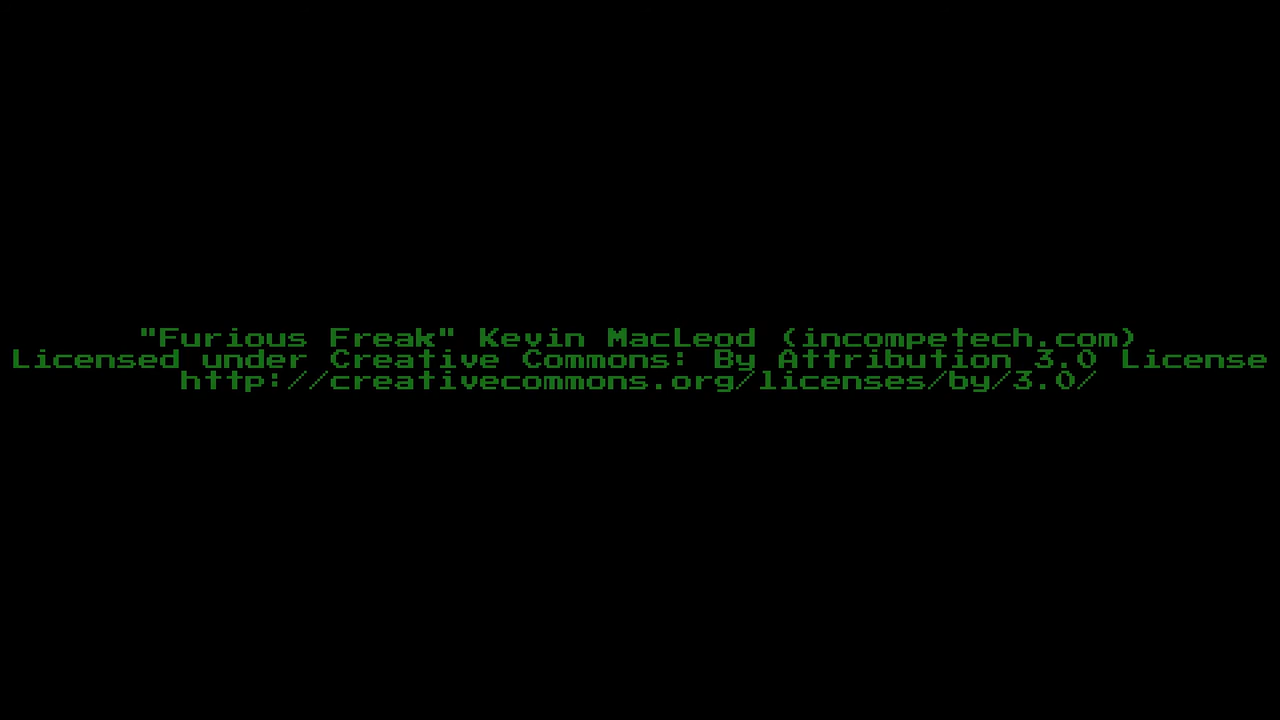 "Furious Freak" Kevin MacLeod (incompetech.com)
Licensed under Creative Commons: By Attribution 3.0 License
http://creativecommons.org/licenses/by/3.0/